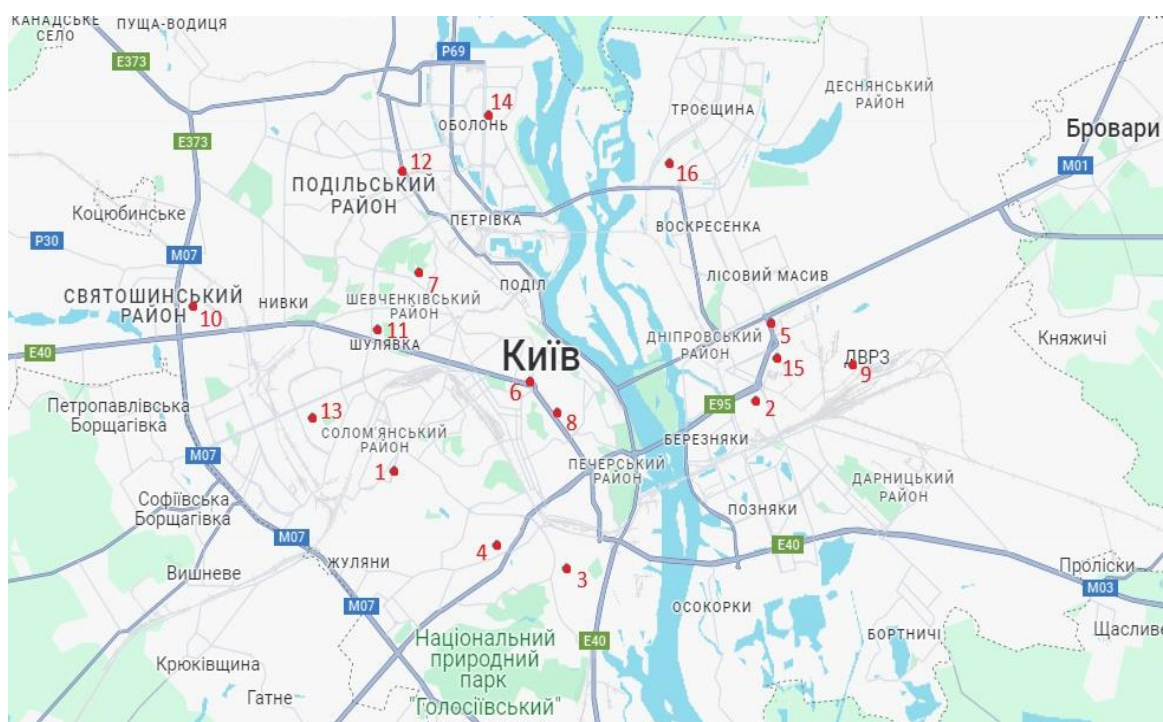 КАНАДСЬКЕ
СЕЛО
ПУЩА-ВОДИЦЯ
E373
P69
14
ОБОЛОНЬ
ТРОЄЩИНА
ДЕСНЯНСЬКИЙ
РАЙОН
Бровари
M01
E373
12
ПОДІЛЬСЬКИЙ
РАЙОН
16
Коцюбинське
ПЕТРІВКА
ВОСКРЕСЕНКА
P30
M07
7
ПОДІЛ
ЛІСОВИЙ МАСИВ
СВЯТОШИНСЬКИЙ
РАЙОН
10
НИВКИ
ШЕВЧЕНКІВСЬКИЙ
РАЙОН
11
ШУЛЯВКА
5
ДНІПРОВСЬКИЙ
РАЙОН
Княжичі
E40
Київ
15
ДВРЗ
9
6
Петропавлівська
Борщагівка
13
8
E95
2
СОЛОМ'ЯНСЬКИЙ
РАЙОН
БЕРЕЗНЯКИ
M07
1
ПЕЧЕРСЬКИЙ
РАЙОН
ДАРНИЦЬКИЙ
РАЙОН
Софіївська
Борщагівка
ПОЗНЯКИ
M07
4
E40
ЖУЛЯНИ
3
Проліски
Вишневе
M03
M07
ОСОКОРКИ
Щасливе
E40
БОРТНИЧІ
Національний
природний
парк
"Голосіївський"
Крюківщина
Гатне